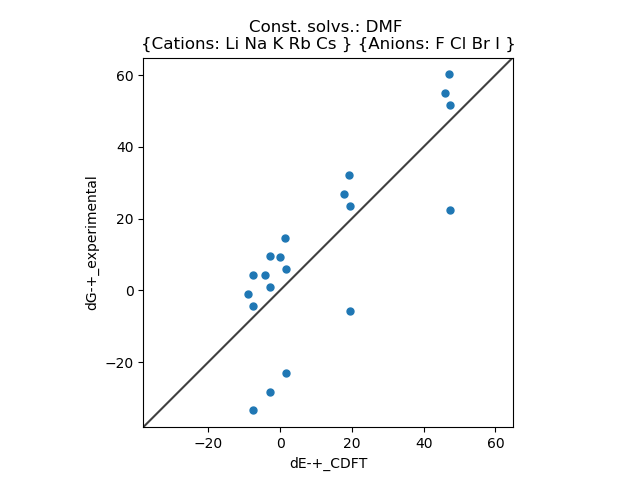 Const. solvs.: DMF
{Cations: Li Na K Rb Cs } {Anions: F Cl Br I }
60
40
20
0
−20
dG-+_experimental
−20 0 20 40 60
dE-+_CDFT